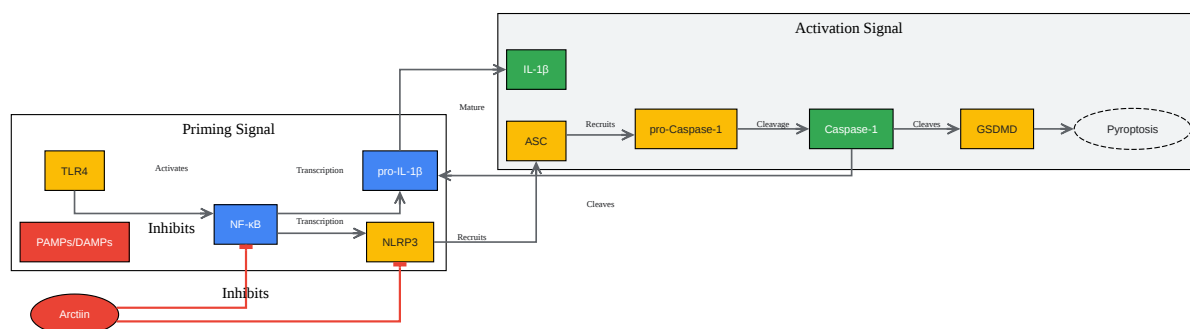 Activation Signal
IL-1β
Mature
Priming Signal
ASC
Recruits
pro-Caspase-1
Cleavage
Caspase-1
Cleaves
GSDMD
Pyroptosis
TLR4
Activates
Transcription
pro-IL-1β
Cleaves
Inhibits
NF-κB
Transcription
PAMPs/DAMPs
NLRP3
Recruits
Inhibits
Arctiin